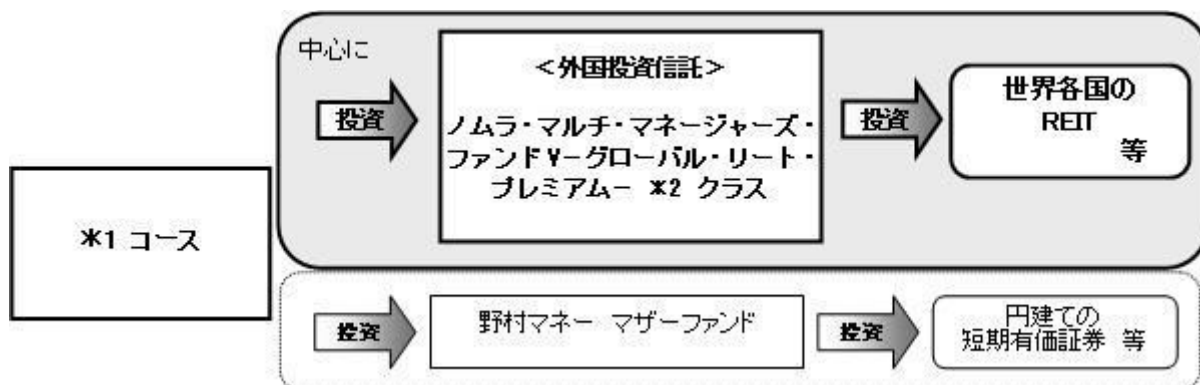 中心に
投資
<外国投資信託>
ノムラ・マルチ・マネージャーズ・
ファンドⅤ－グローバル・リート・
プレミアム－ *2 クラス
投資
世界各国の
REIT
等
*1 コース
投資
野村マネー マザーファンド
投資
円建ての
短期有価証券 等